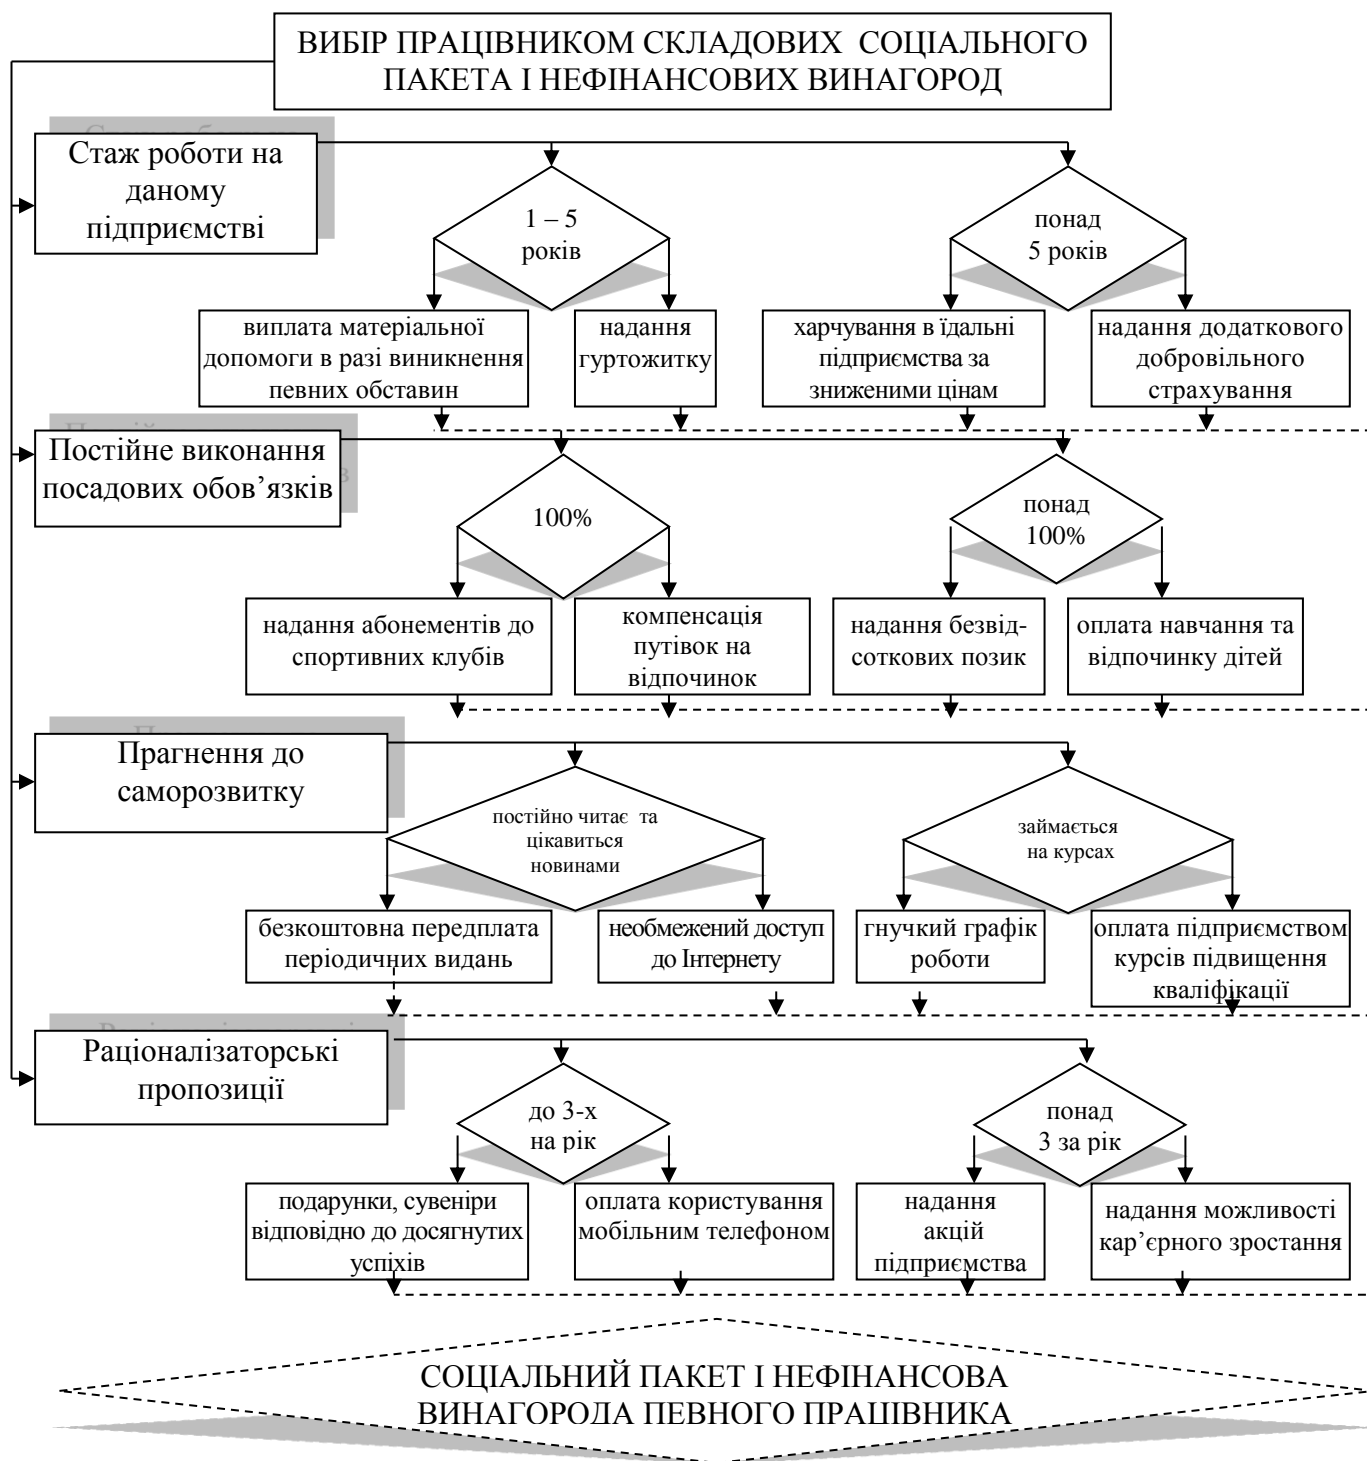 ВИБІР ПРАЦІВНИКОМ СКЛАДОВИХ СОЦІАЛЬНОГО
ПАКЕТА І НЕФІНАНСОВИХ ВИНАГОРОД
Стаж роботи на
даному
підприємстві
1 – 5
років
понад
5 років
виплата матеріальної
допомоги в разі виникнення
певних обставин
надання
гуртожитку
харчування в їдальні
підприємства за
зниженими цінам
надання додаткового
добровільного
страхування
Постійне виконання
посадових обов’язків
100%
понад
100%
надання абонементів до
спортивних клубів
компенсація
путівок на
відпочинок
надання безвід-
соткових позик
оплата навчання та
відпочинку дітей
Прагнення до
саморозвитку
постійно читає та
цікавиться
новинами
займається
на курсах
безкоштовна передплата
періодичних видань
необмежений доступ
до Інтернету
гнучкий графік
роботи
оплата підприємством
курсів підвищення
кваліфікації
Раціоналізаторські
пропозиції
до 3-х
на рік
понад
3 за рік
подарунки, сувеніри
відповідно до досягнутих
успіхів
оплата користування
мобільним телефоном
надання
акцій
підприємства
надання можливості
кар’єрного зростання
СОЦІАЛЬНИЙ ПАКЕТ І НЕФІНАНСОВА
ВИНАГОРОДА ПЕВНОГО ПРАЦІВНИКА